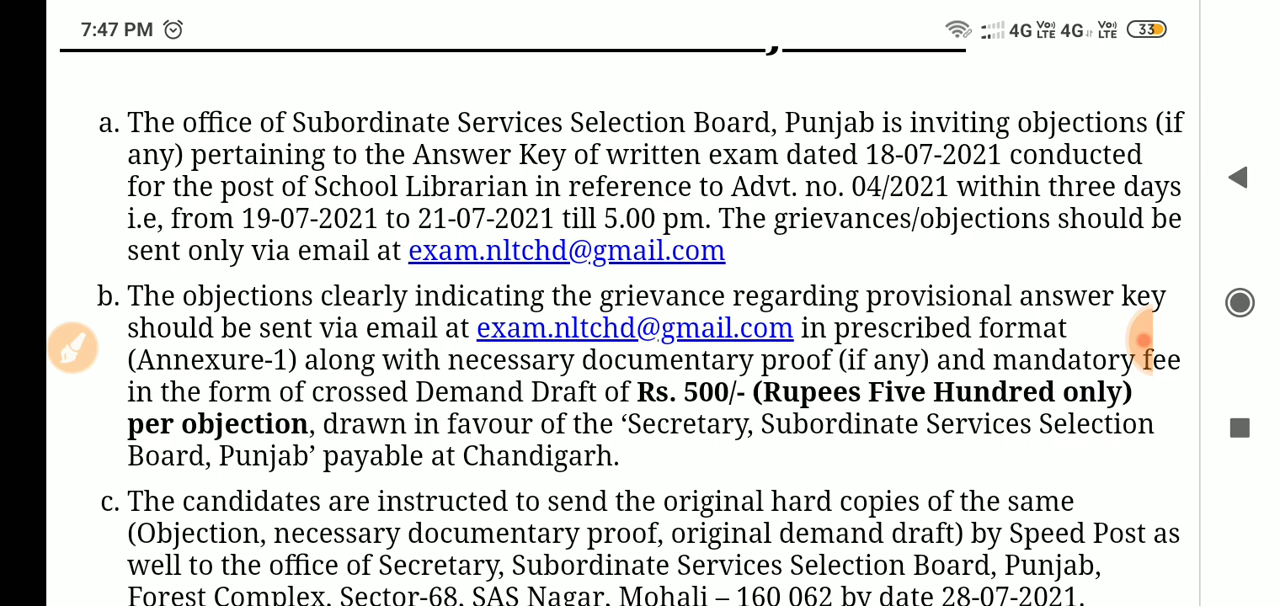 7:47 PM
4G Vo) LTE 4G Vo) LTE 33
a. The office of Subordinate Services Selection Board, Punjab is inviting objections (if
any) pertaining to the Answer Key of written exam dated 18-07-2021 conducted
for the post of School Librarian in reference to Advt. no. 04/2021 within three days
i.e, from 19-07-2021 to 21-07-2021 till 5.00 pm. The grievances/objections should be
sent only via email at exam.nltchd@gmail.com
b. The objections clearly indicating the grievance regarding provisional answer key
should be sent via email at exam.nltchd@gmail.com in prescribed format
(Annexure-1) along with necessary documentary proof (if any) and mandatory fee
in the form of crossed Demand Draft of Rs. 500/- (Rupees Five Hundred only)
per objection, drawn in favour of the ‘Secretary, Subordinate Services Selection
Board, Punjab’ payable at Chandigarh.
c. The candidates are instructed to send the original hard copies of the same
(Objection, necessary documentary proof, original demand draft) by Speed Post as
well to the office of Secretary, Subordinate Services Selection Board, Punjab,
Forest Complex, Sector-68, SAS Nagar, Mohali – 160 062 by date 28-07-2021.